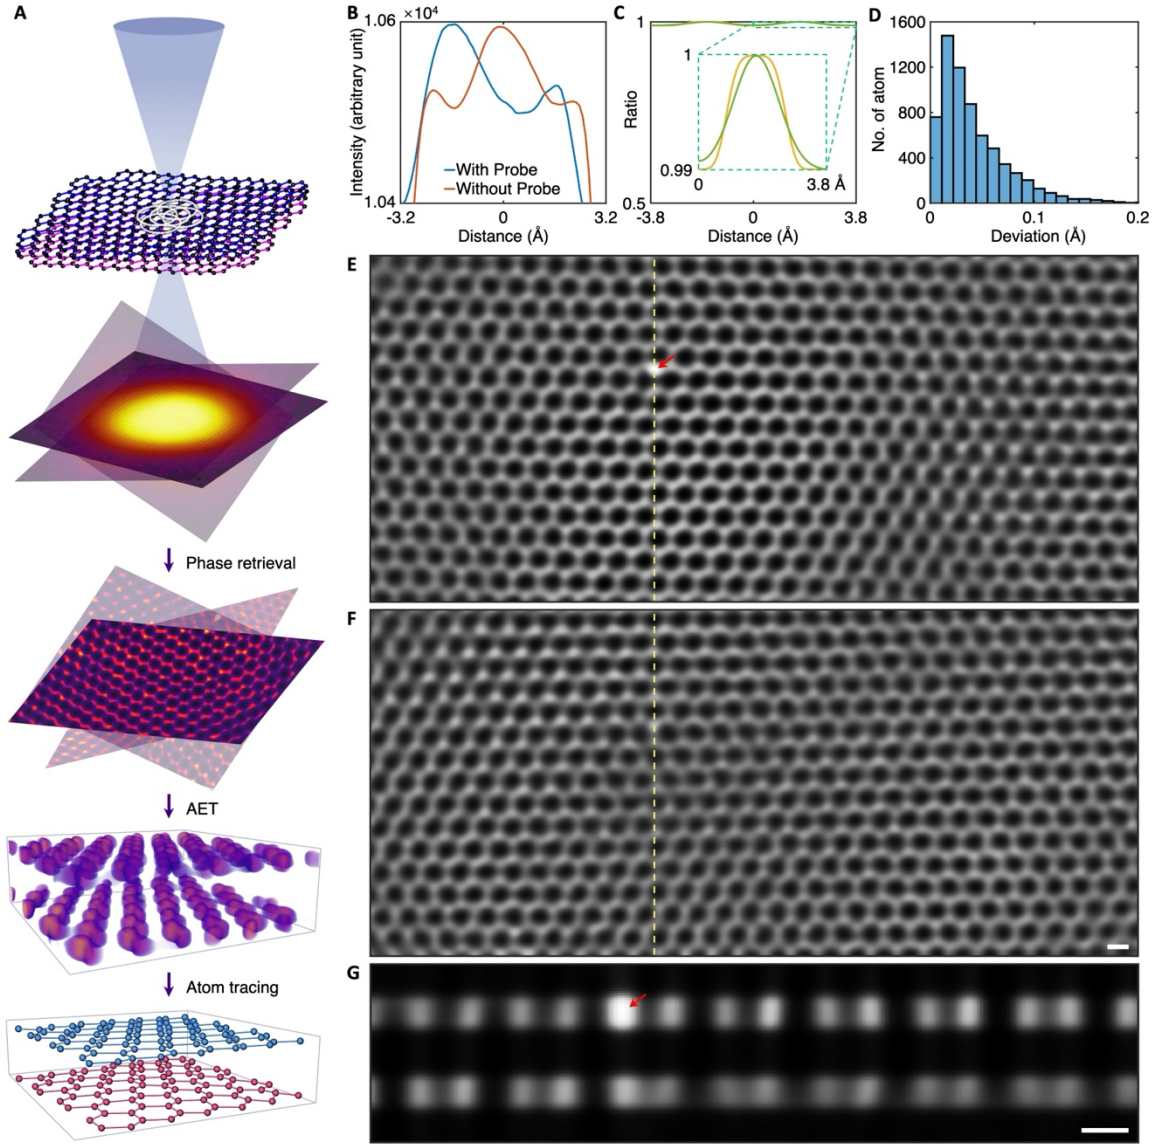 A
Phase retrieval
AET
Atom tracing
B
1.06 ×10⁴
Intensity (arbitrary unit)
With Probe
Without Probe
1.04
-3.2 0 3.2
Distance (Å)
C
1
Ratio
1
0.99
0 3.8 Å
0.5
-3.8 0 3.8
Distance (Å)
D
1600
1200
800
400
0
No. of atom
0 0.1 0.2
Deviation (Å)
E
F
G